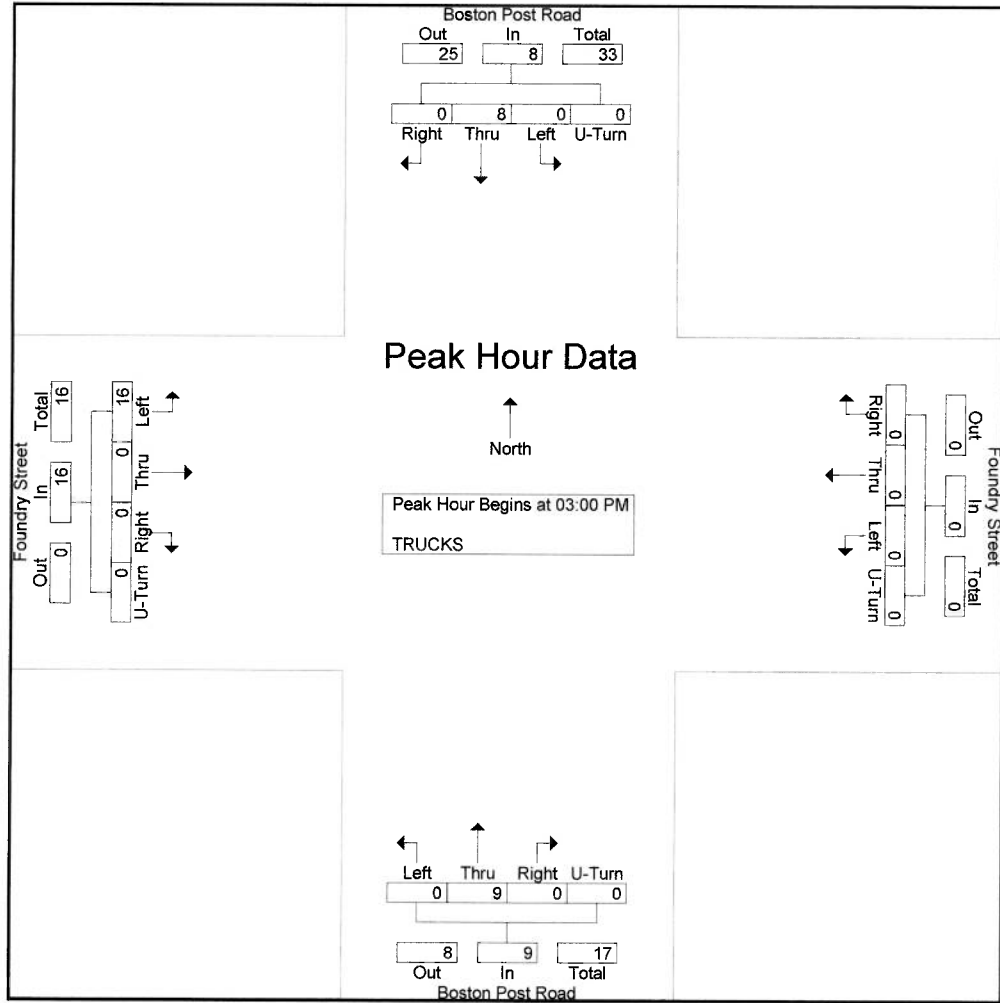 Boston Post Road
Out In Total
25 8 33
0 8 0 0
Right Thru Left U-Turn
Peak Hour Data
North
Peak Hour Begins at 03:00 PM
TRUCKS
Foundry Street
Total In Out
16 16 0
16 0 0 0
Left Thru Right U-Turn
Foundry Street
Out In Total
0 0 0
0 0 0 0
Right Thru Left U-Turn
Left Thru Right U-Turn
0 9 0 0
8 9 17
Out In Total
Boston Post Road